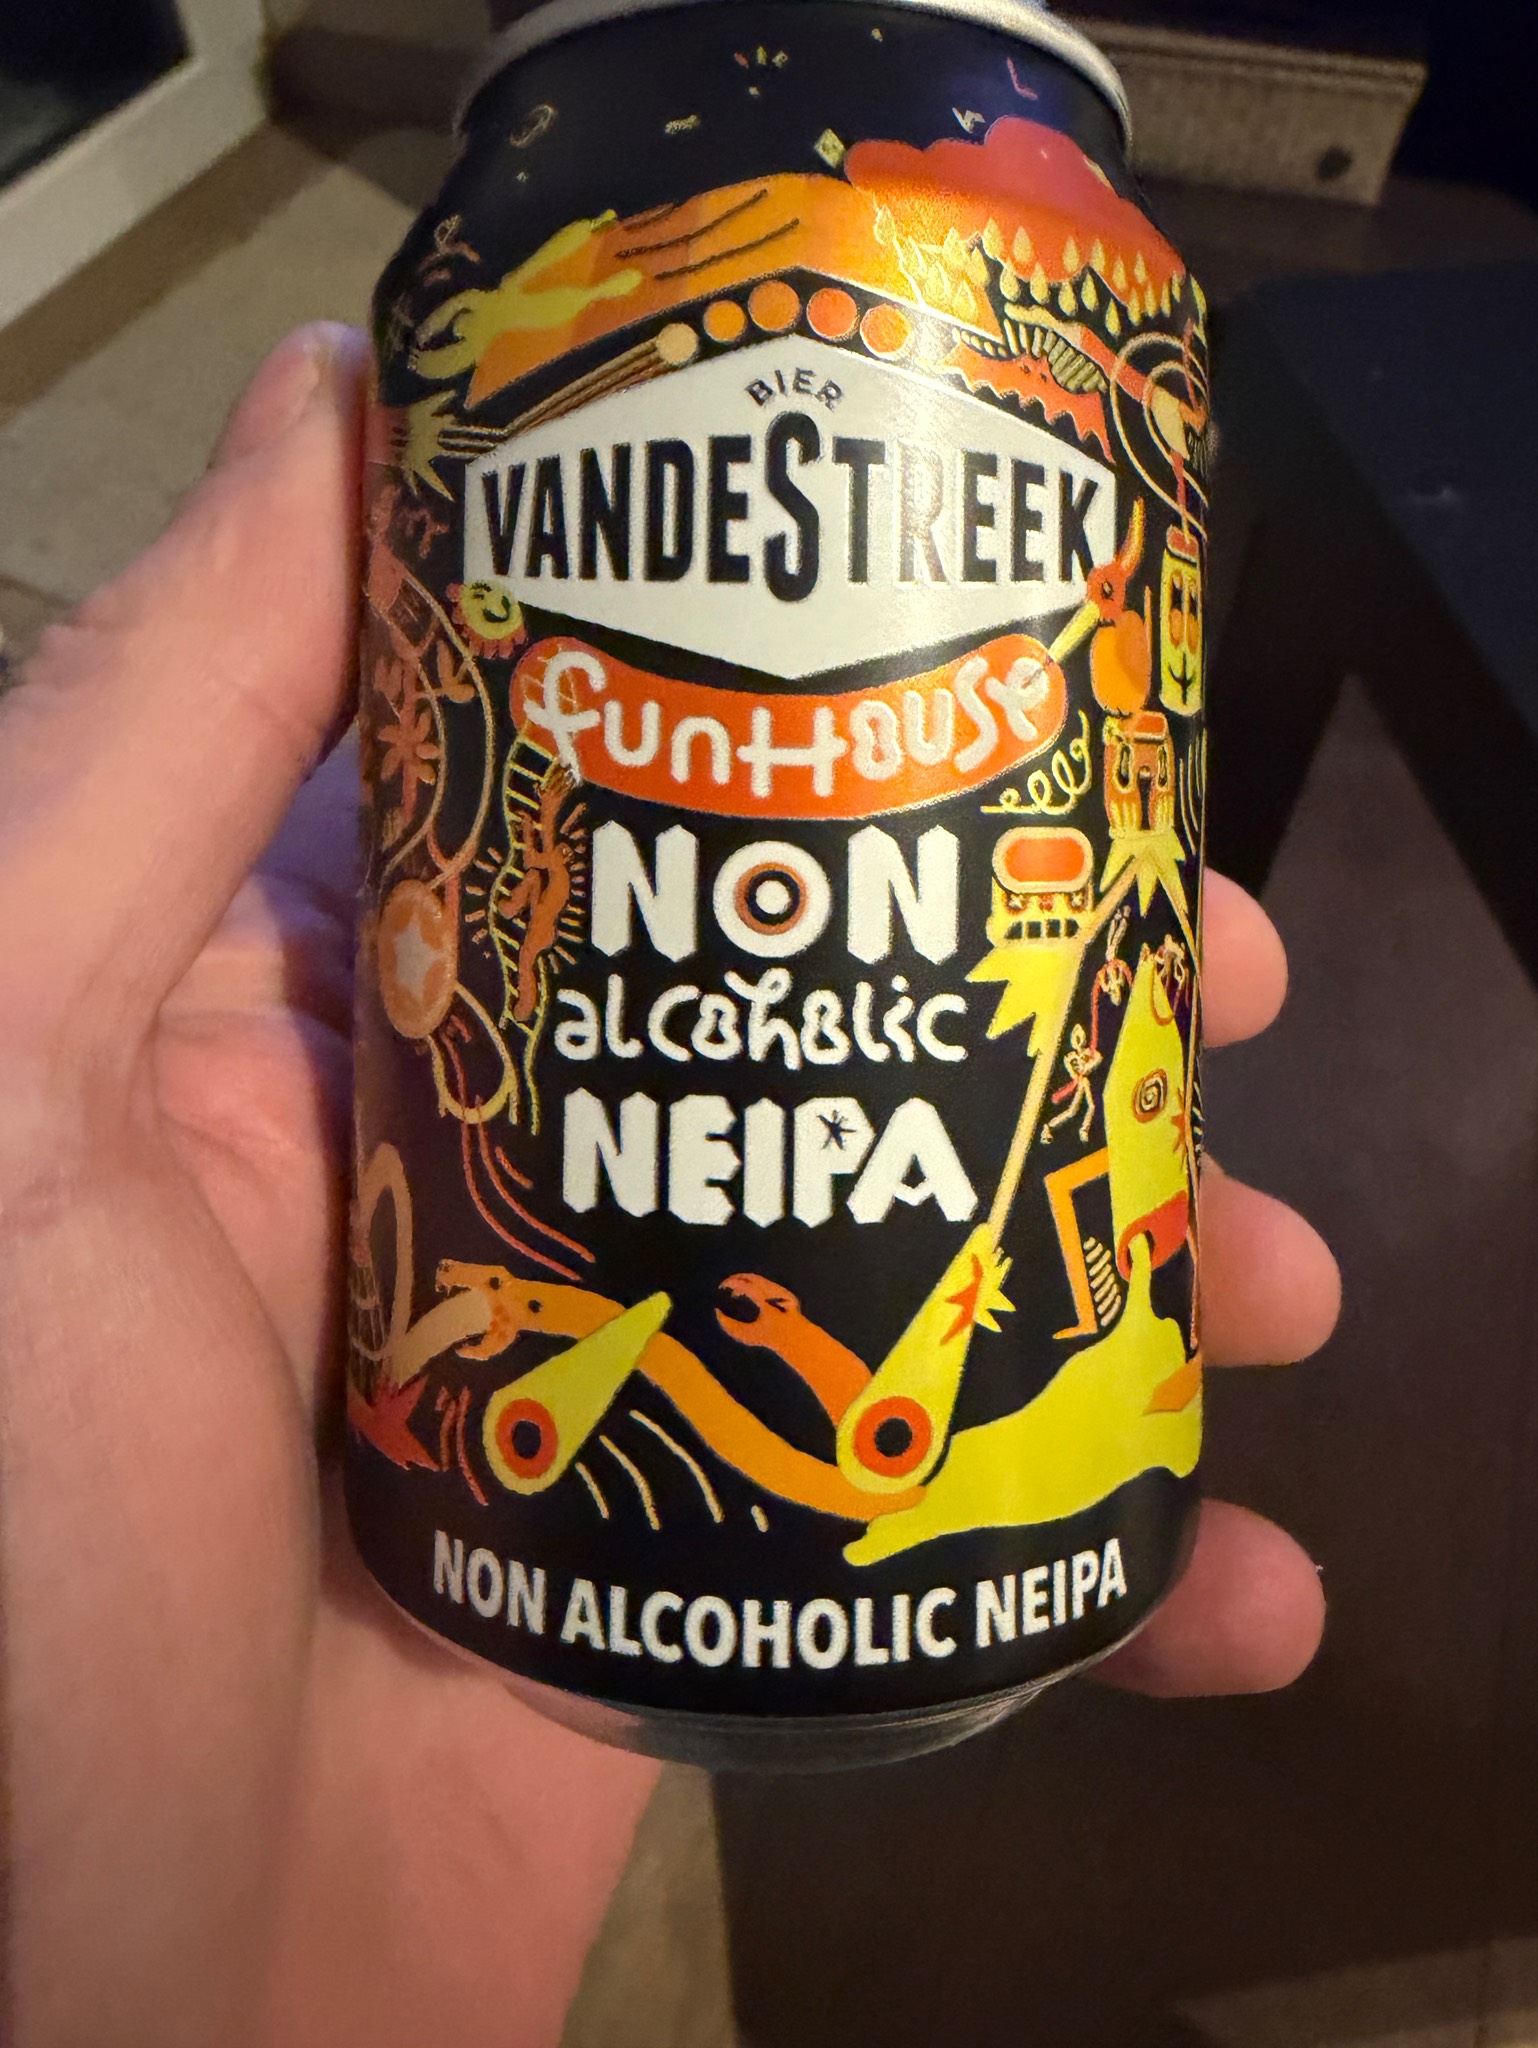 BIER
VANDESTREEK
funHouse
NON
alcoholic
NEIPA
NON ALCOHOLIC NEIPA